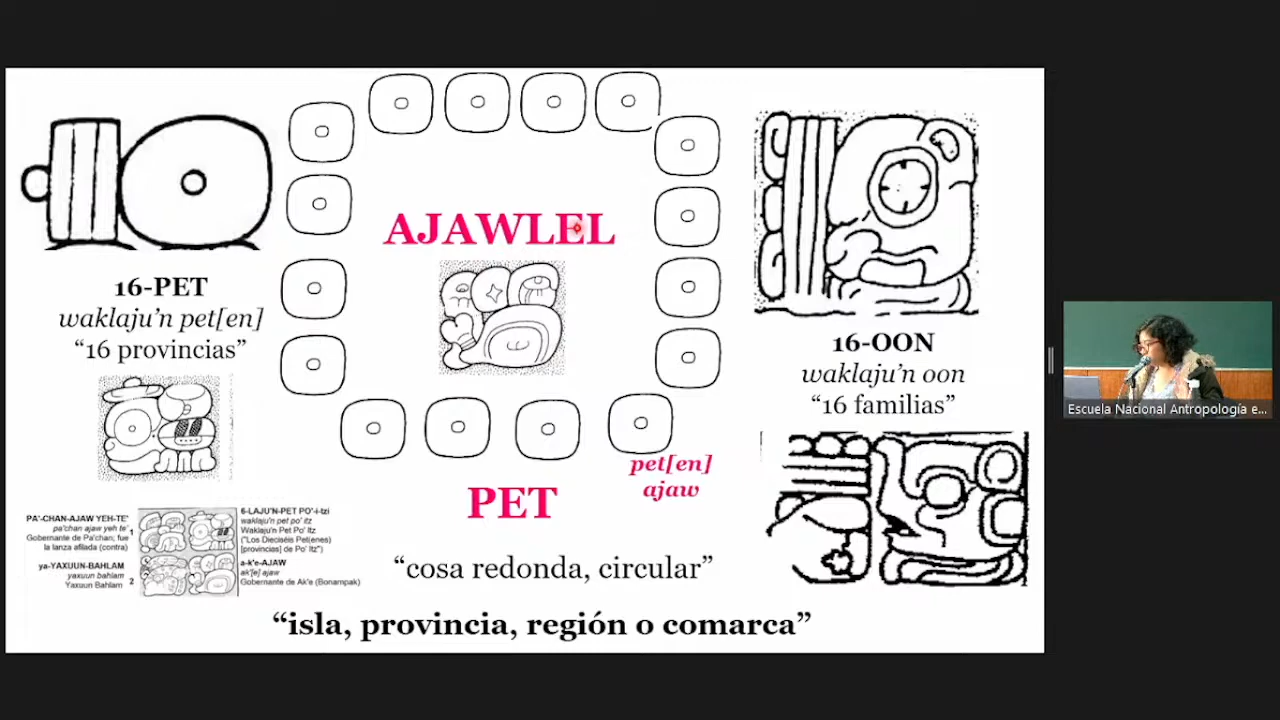 AJAWLEL
16-PET
waklaju’n pet[en]
“16 provincias”
16-OON
waklaju’n oon
“16 familias”
pet[en]
ajaw
PET
“cosa redonda, circular”
“isla, provincia, región o comarca”
PA’-CHAN-AJAW YEH-TE’
pa’chan ajaw yeh te’
Gobernante de Pa’chan; fue
la lanza afilada (contra)
1
ya-YAXUUN-BAHLAM
yaxuun bahlam
Yaxuun Bahlam
2
6-LAJU’N-PET PO’-i-tzi
waklaju’n pet po’ itz
Waklaju’n Pet Po’ Itz
("Los Dieciséis Pet(enes)
[provincias] de Po’ Itz")
a-k'e-AJAW
ak'[e] ajaw
Gobernante de Ak'e (Bonampak)
Escuela Nacional Antropología e...